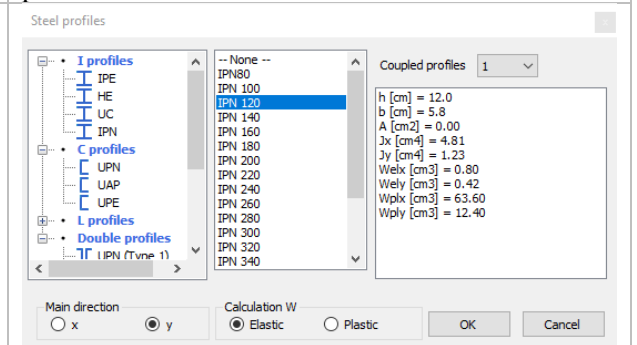 Steel profiles
x
I profiles
IPE
HE
UC
IPN
C profiles
UPN
UAP
UPE
L profiles
Double profiles
UPN (Type 1)
-- None --
IPN80
IPN 100
IPN 120
IPN 140
IPN 160
IPN 180
IPN 200
IPN 220
IPN 240
IPN 260
IPN 280
IPN 300
IPN 320
IPN 340
Coupled profiles 1
h [cm] = 12.0
b [cm] = 5.8
A [cm2] = 0.00
Jx [cm4] = 4.81
Jy [cm4] = 1.23
Welx [cm3] = 0.80
Wely [cm3] = 0.42
Wplx [cm3] = 63.60
Wply [cm3] = 12.40
Main direction
x y
Calculation W
Elastic Plastic
OK Cancel